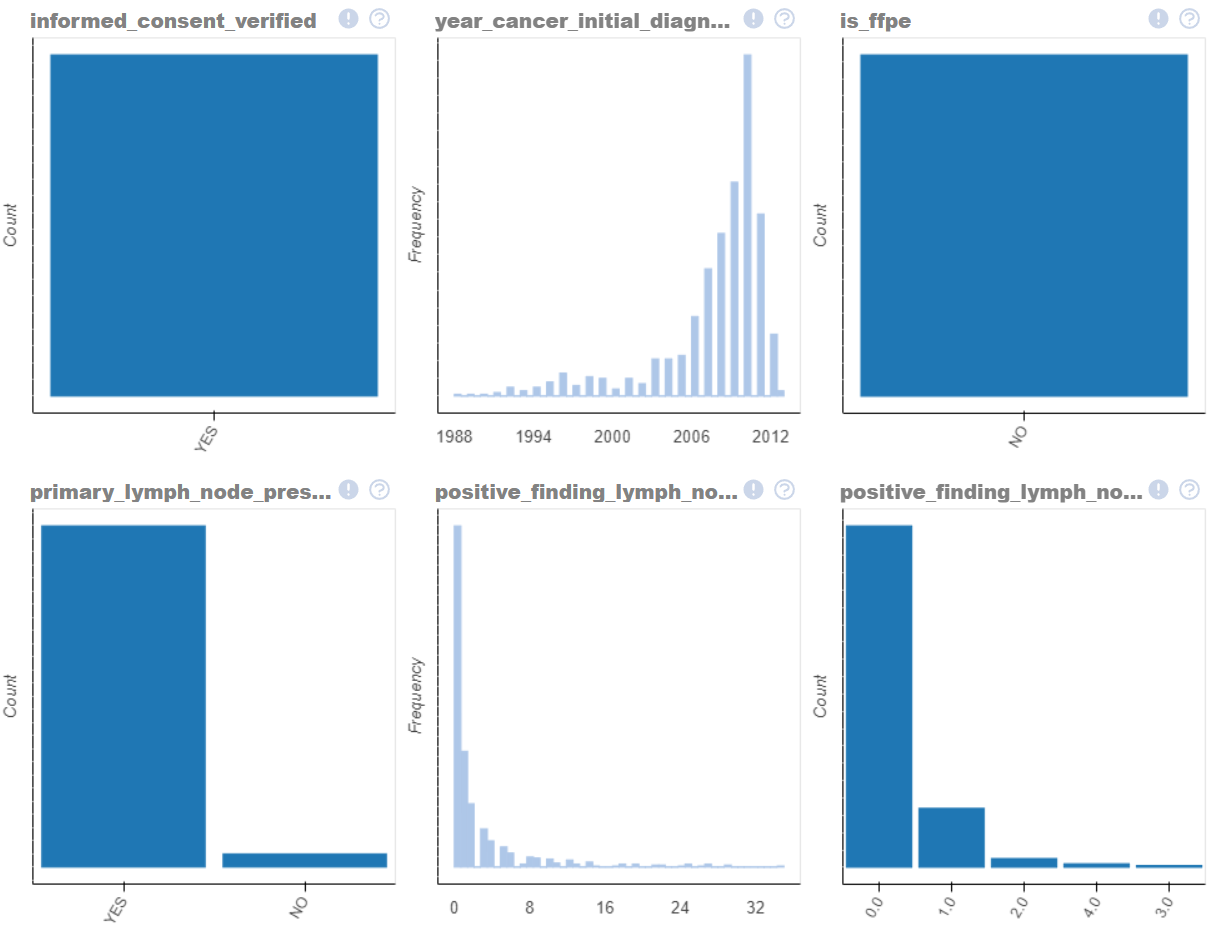 informed_consent_verified
year_cancer_initial_diagn...
is_ffpe
! ?
! ?
! ?
Count
Frequency
Count
YES
1988 1994 2000 2006 2012
NO
primary_lymph_node_pres...
positive_finding_lymph_no...
positive_finding_lymph_no...
! ?
! ?
! ?
Count
Frequency
Count
YES NO
0 8 16 24 32
0.0 1.0 2.0 4.0 3.0